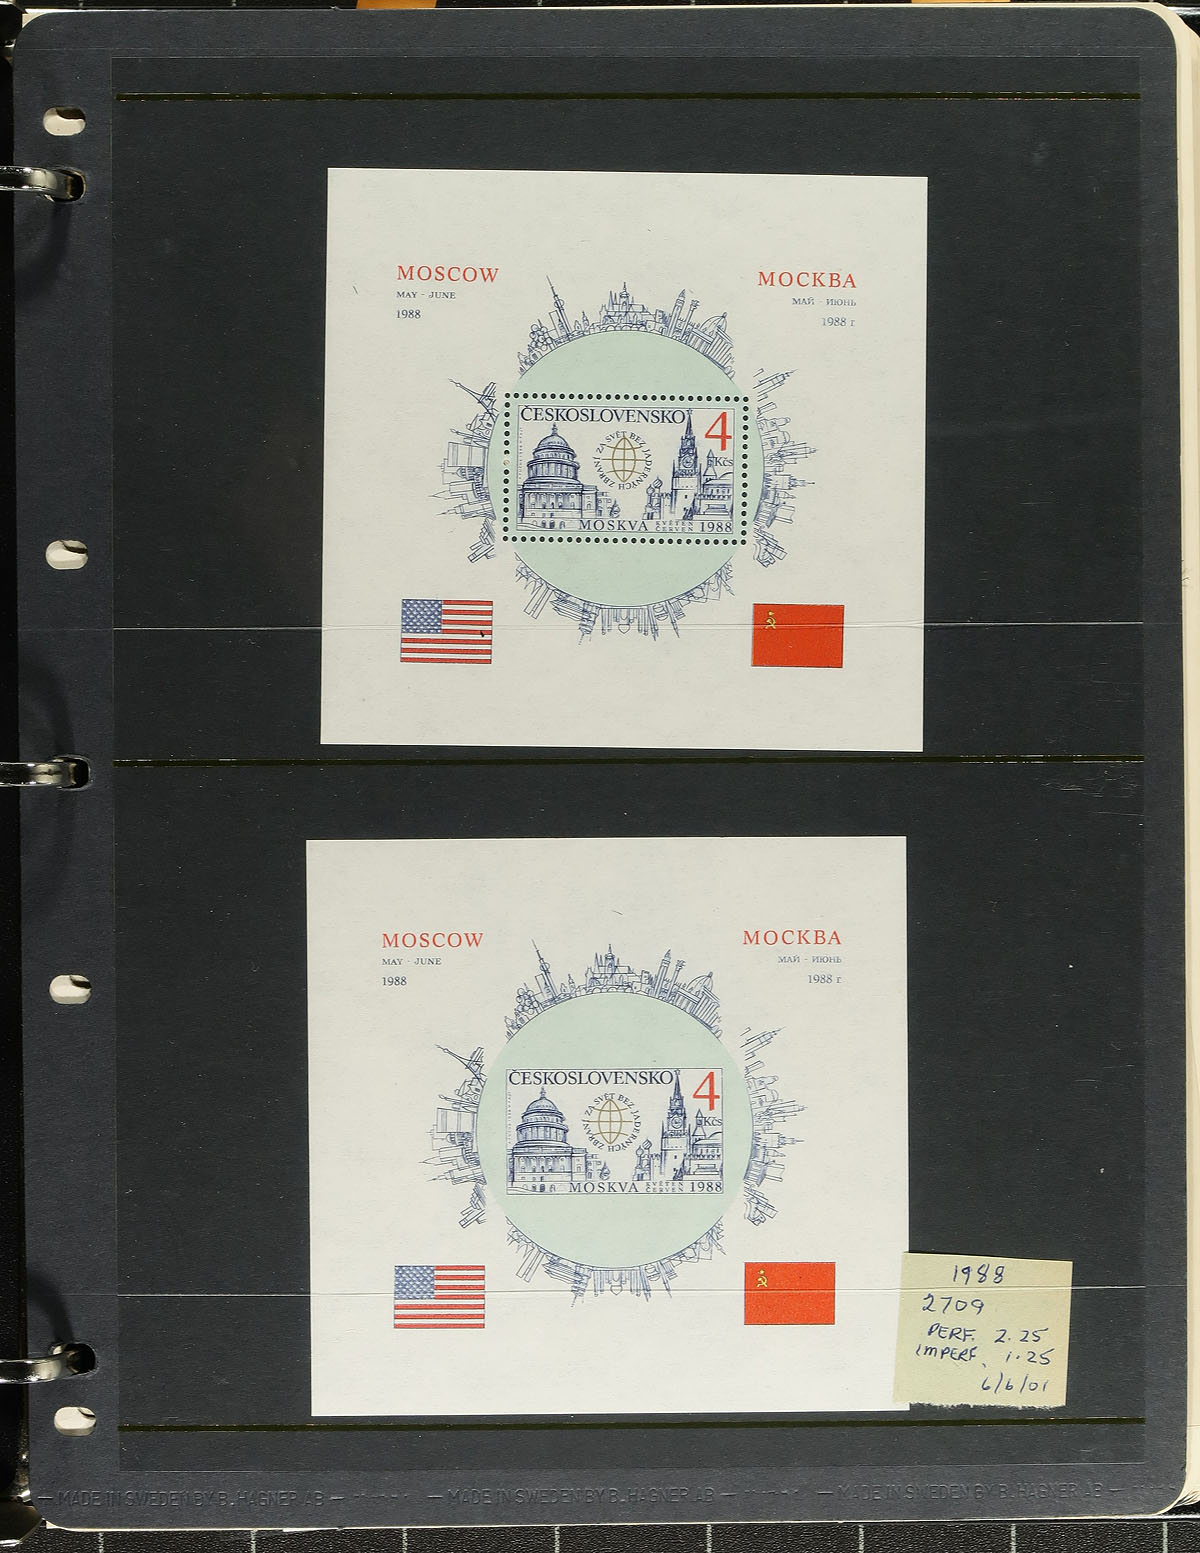 MOSCOW
MAY - JUNE
1988
МОСКВА
МАЙ - ИЮНЬ
1988 г
ČESKOSLOVENSKO
4
Kčs
ZA SVĚT BEZ JADERNÝCH ZBRANÍ
MOSKVA KVĚTEN ČERVEN 1988
MOSCOW
MAY - JUNE
1988
МОСКВА
МАЙ - ИЮНЬ
1988 г
ČESKOSLOVENSKO
4
Kčs
ZA SVĚT BEZ JADERNÝCH ZBRANÍ
MOSKVA KVĚTEN ČERVEN 1988
1988
2709
PERF. 2.25
IMPERF. 1.25
6/6/01
— MADE IN SWEDEN BY B. HAGNER AB — — MADE IN SWEDEN BY B. HAGNER AB — — MADE IN SWEDEN BY B. HAGNER AB —